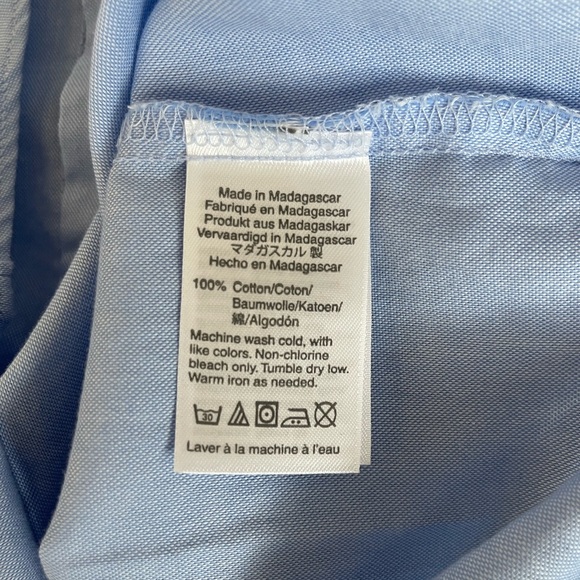 Made in Madagascar
Fabriqué en Madagascar
Produkt aus Madagaskar
Vervaardigd in Madagascar
マダガスカル 製
Hecho en Madagascar
100% Cotton/Coton/
Baumwolle/Katoen/
綿/Algodón
Machine wash cold, with
like colors. Non-chlorine
bleach only. Tumble dry low.
Warm iron as needed.
30
Laver à la machine à l'eau